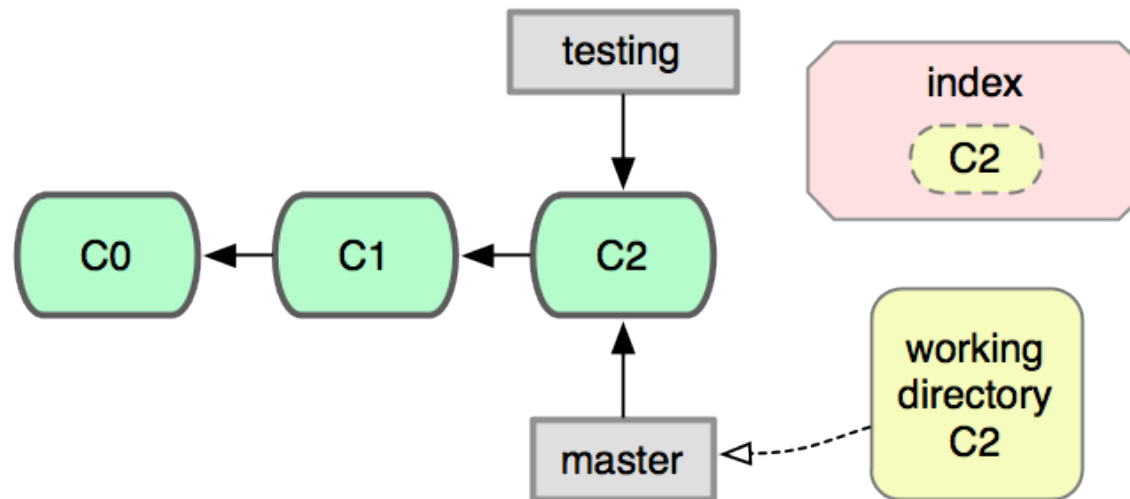 testing
index
C2
C0
C1
C2
working
directory
C2
master